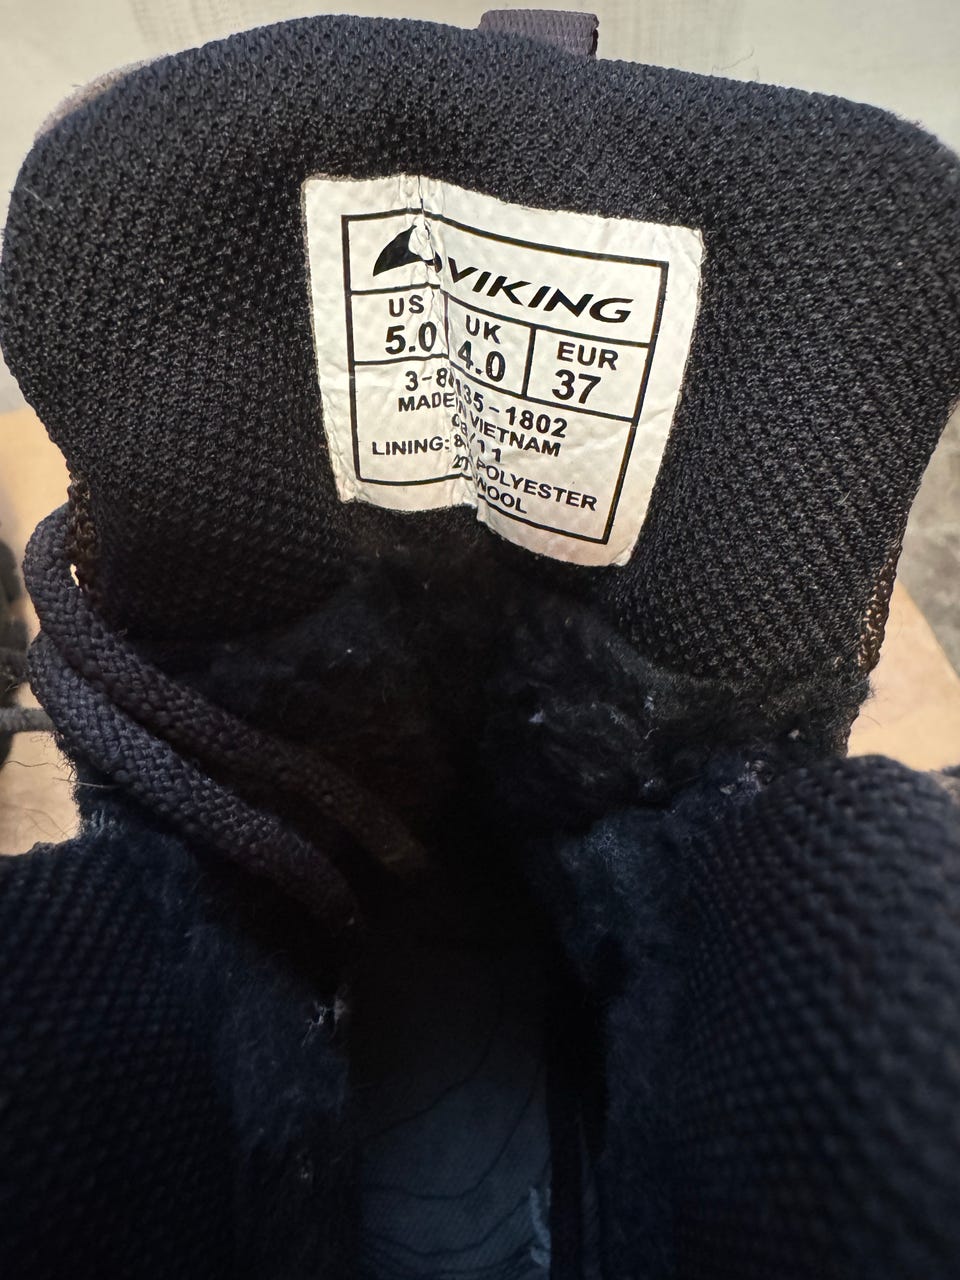 VIKING
US UK EUR
5.0 4.0 37
MADE IN VIETNAM
LINING:
POLYESTER
WOOL